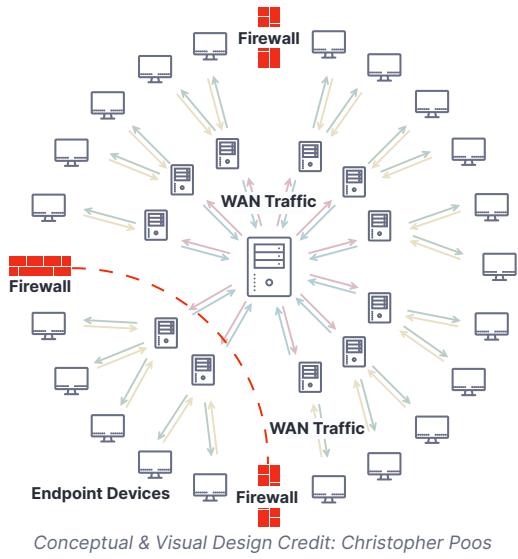 Firewall
WAN Traffic
Firewall
WAN Traffic
Endpoint Devices
Firewall
Conceptual & Visual Design Credit: Christopher Poos